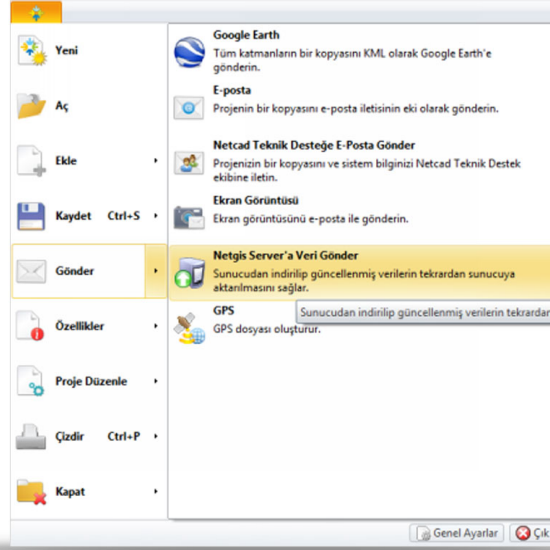 Yeni
Aç
Ekle
Kaydet Ctrl+S
Gönder
Özellikler
Proje Düzenle
Çizdir Ctrl+P
Kapat
Google Earth
Tüm katmanların bir kopyasını KML olarak Google Earth'e
gönderin.
E-posta
Projenin bir kopyasını e-posta iletisinin eki olarak gönderin.
Netcad Teknik Desteğe E-Posta Gönder
Projenizin bir kopyasını ve sistem bilginizi Netcad Teknik Destek
ekibine iletin.
Ekran Görüntüsü
Ekran görüntüsünü e-posta ile gönderin.
Netgis Server'a Veri Gönder
Sunucudan indirilip güncellenmiş verilerin tekrardan sunucuya
aktarılmasını sağlar.
Sunucudan indirilip güncellenmiş verilerin tekrardan
GPS
GPS dosyası oluşturur.
Genel Ayarlar
Çık